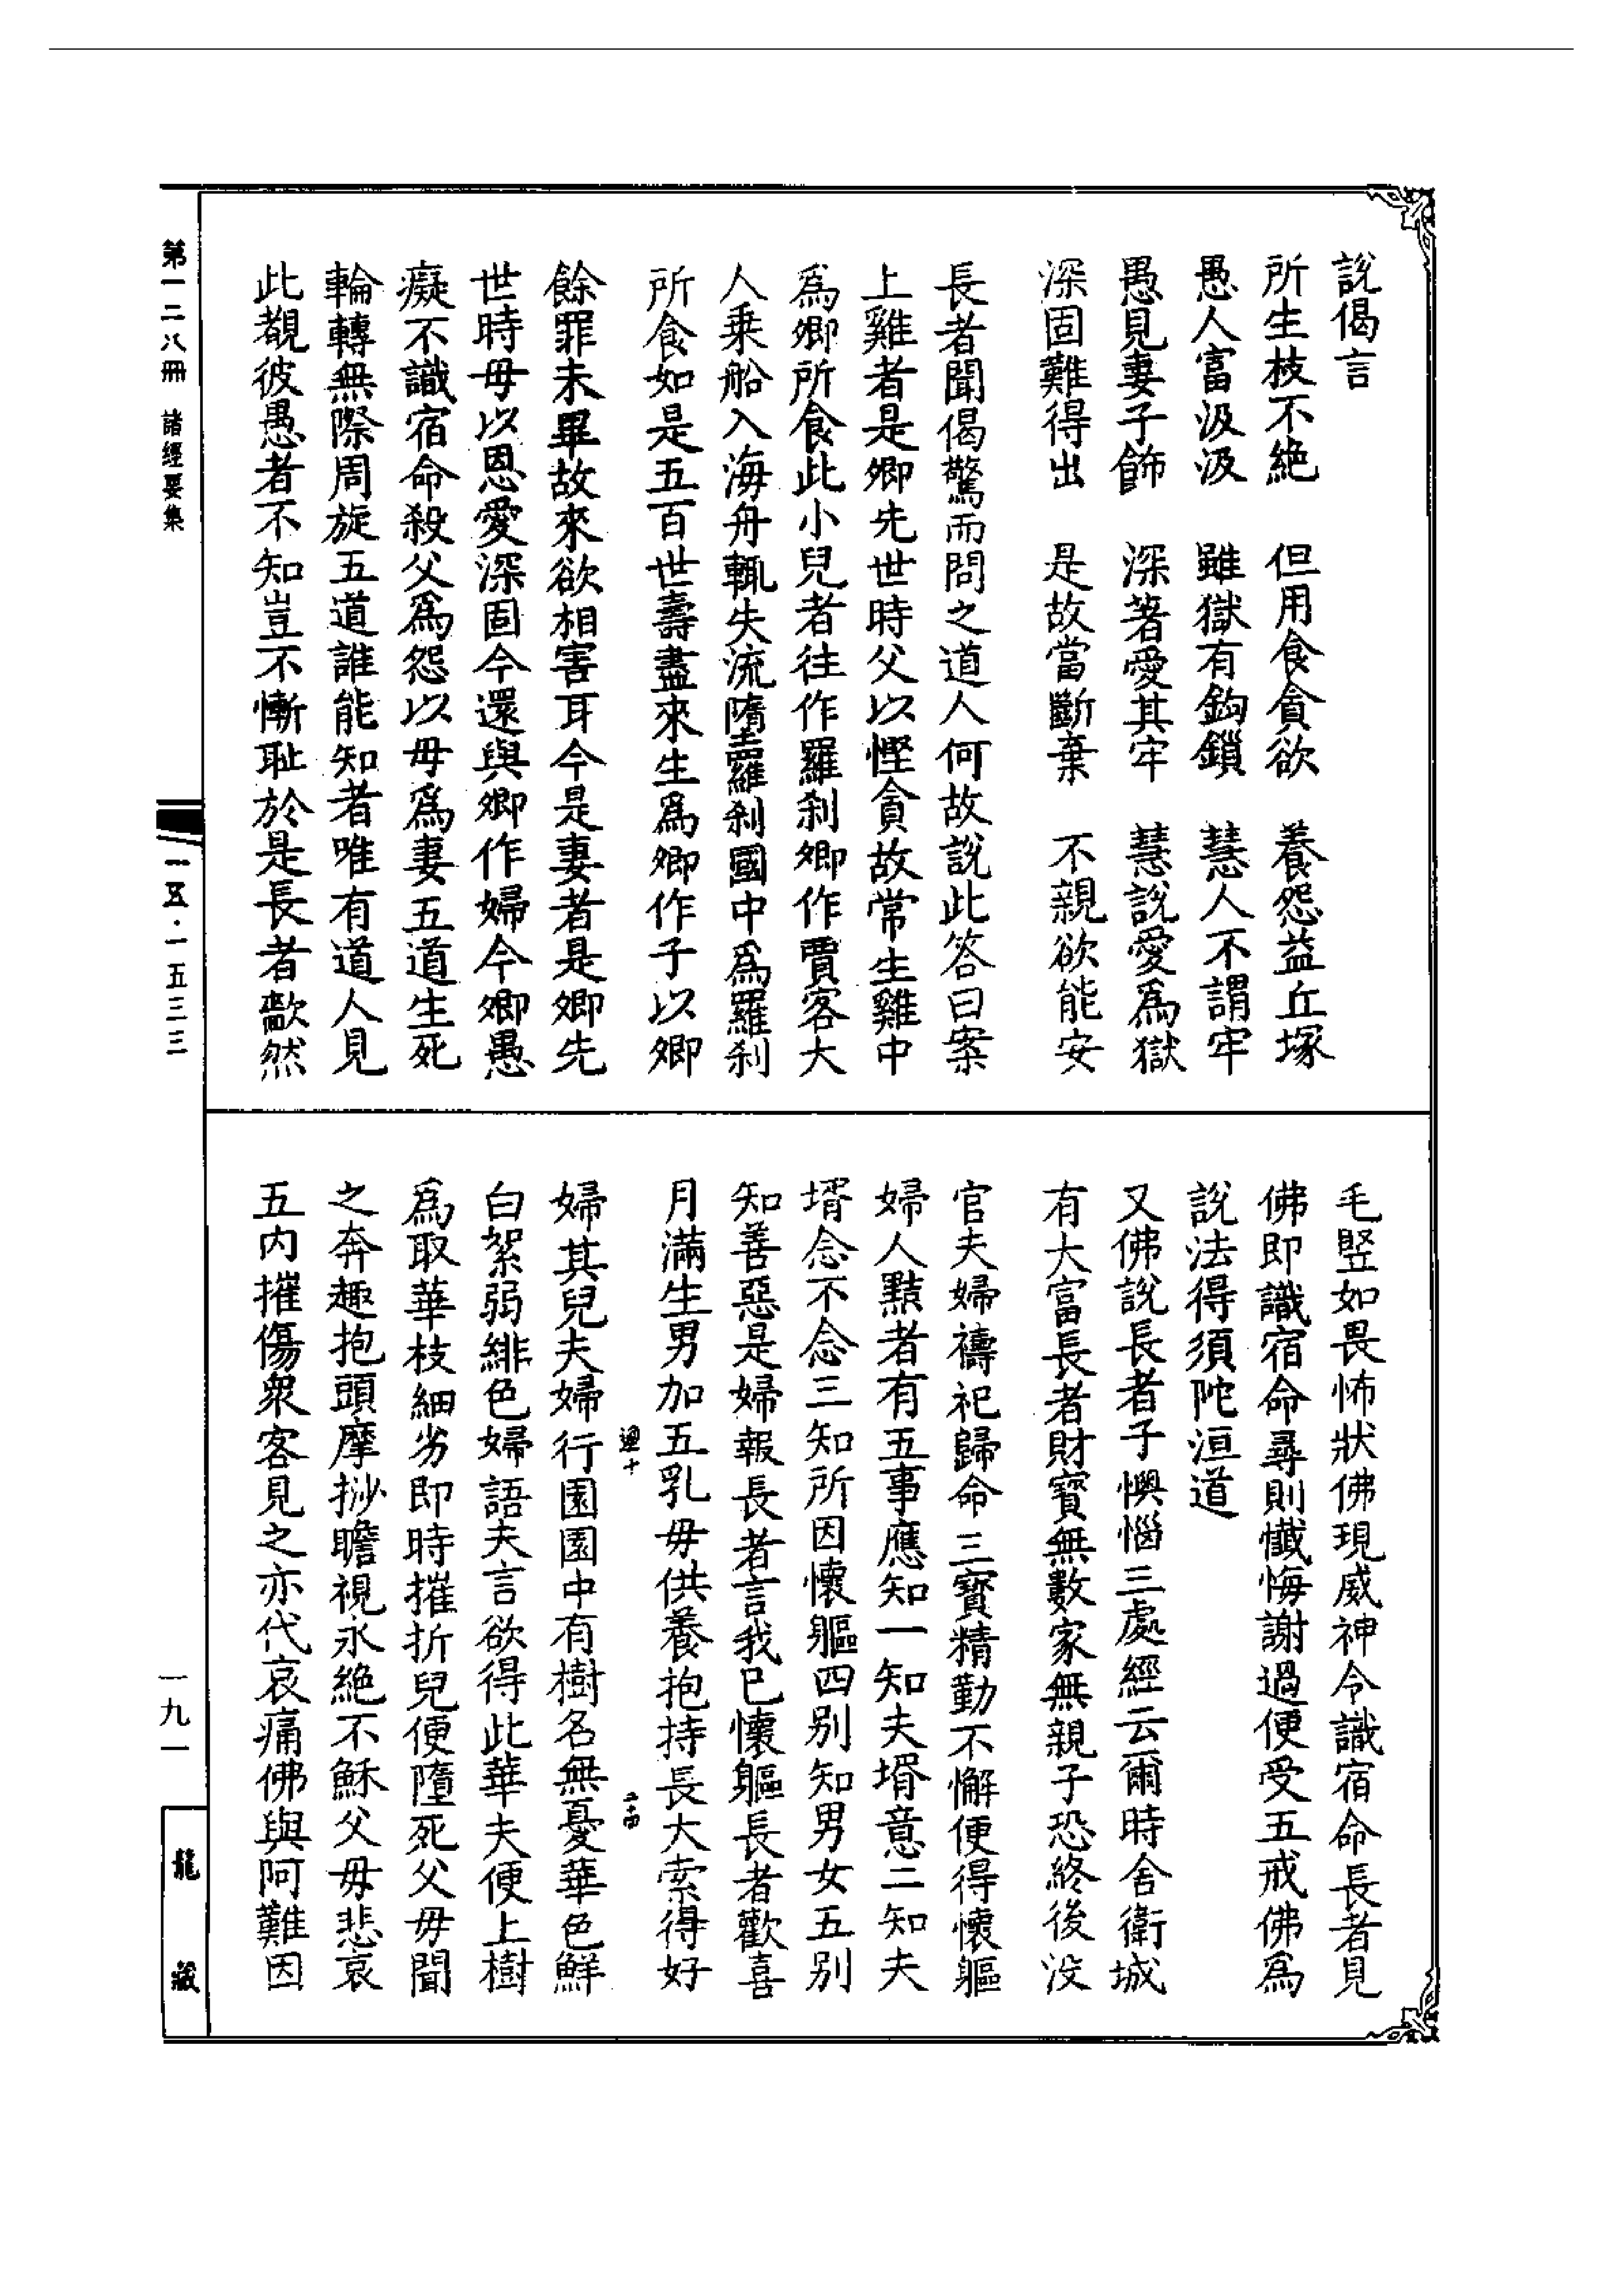 說偈言
所生枝不絶　但用食貪欲　養怨益丘塚
愚人富汲汲　雖獄有鈎鎖　慧人不謂牢
愚見妻子飾　深著愛其牢　慧說愛爲獄
深固難得出　是故當斷棄　不親欲能安
長者聞偈驚而問之道人何故說此答曰案
上雞者是卿先世時父以慳貪故常生雞中
爲卿所食此小兒者往作羅刹卿作賈客大
人乗船入海舟輒失流墮羅刹國中爲羅刹
所食如是五百世壽盡來生爲卿作子以卿
餘罪未畢故來欲相害耳今是妻者是卿先
世時母以恩愛深固今還與卿作婦今卿愚
癡不識宿命殺父爲怨以母爲妻五道生死
輪轉無際周旋五道誰能知者唯有道人見
此覩彼愚者不知豈不慚耻於是長者歘然
毛竪如畏怖狀佛現威神令識宿命長者見
佛即識宿命尋則懺悔謝過便受五戒佛爲
說法得須陀洹道
又佛說長者子懊惱三處經云爾時舍衛城
有大富長者財寳無數家無親子恐終後没
官夫婦禱祀歸命三寳精勤不懈便得懷軀
婦人黠者有五事應知一知夫壻意二知夫
壻念不念三知所因懷軀四别知男女五别
知善惡是婦報長者言我已懷軀長者歡喜
月滿生男加五乳母供養抱持長大索得好
婦其兒夫婦行園園中有樹名無憂華色鮮
白絮弱緋色婦語夫言欲得此華夫便上樹
爲取華枝細劣即時摧折兒便墮死父母聞
之奔趣抱頭摩挱瞻視永絶不穌父母悲哀
五内摧傷衆客見之亦代哀痛佛與阿難因
第一二八冊　諸經要集
一五·一五三三
一九一
龍藏